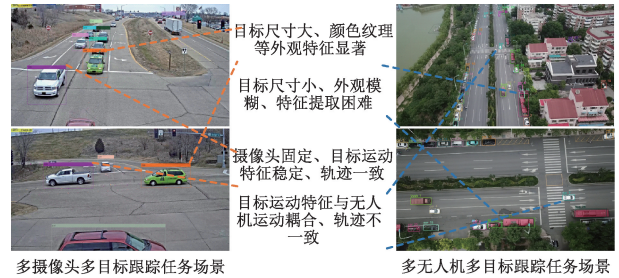 目标尺寸大、颜色纹理
等外观特征显著
目标尺寸小、外观模
糊、特征提取困难
摄像头固定、目标运动
特征稳定、轨迹一致
目标运动特征与无人
机运动耦合、轨迹不
一致
多摄像头多目标跟踪任务场景
多无人机多目标跟踪任务场景